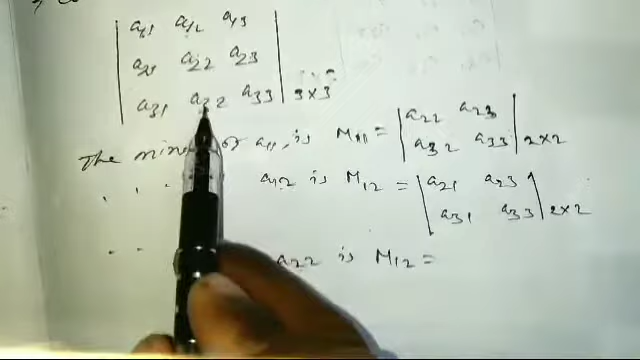 a11 a12 a13
a21 a22 a23
a31 a32 a33 3×3
The of a11 is M11 = a22 a23
a32 a33 2×2
" " a12 is M12 = a21 a23
a31 a33 2×2
" " a22 is M12 =